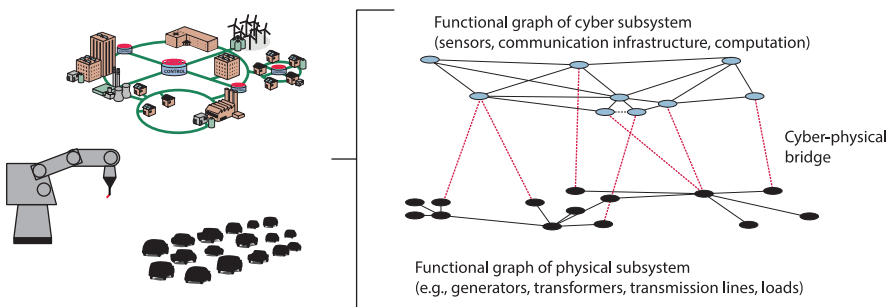 CONTROL
Functional graph of cyber subsystem
(sensors, communication infrastructure, computation)
Cyber-physical
bridge
Functional graph of physical subsystem
(e.g., generators, transformers, transmission lines, loads)